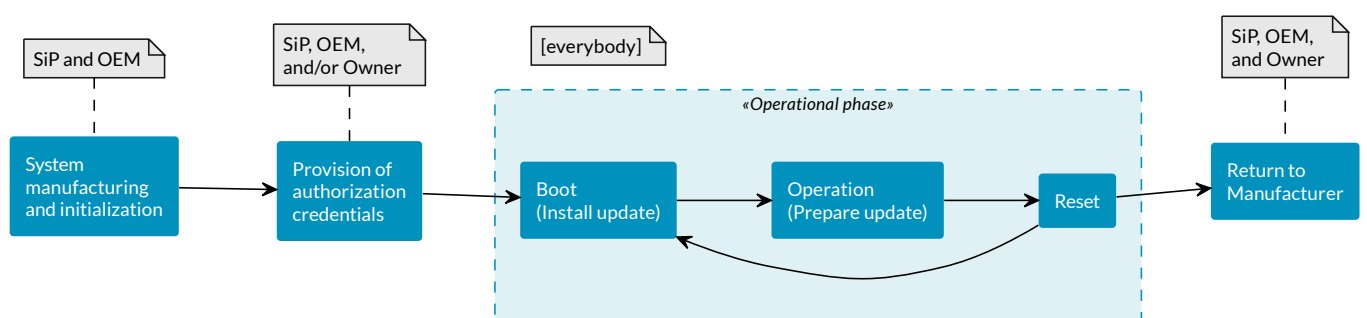 SiP and OEM
SiP, OEM,
and/or Owner
[everybody]
SiP, OEM,
and Owner
«Operational phase»
System
manufacturing
and initialization
Provision of
authorization
credentials
Boot
(Install update)
Operation
(Prepare update)
Reset
Return to
Manufacturer